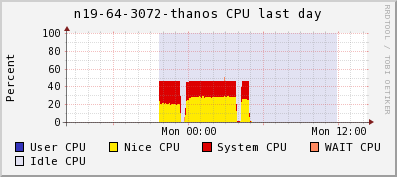 n19-64-3072-thanos CPU last day
RRDTOOL / TOBI OETIKER
Percent
100
80
60
40
20
0
Mon 00:00 Mon 12:00
User CPU Nice CPU System CPU WAIT CPU
Idle CPU